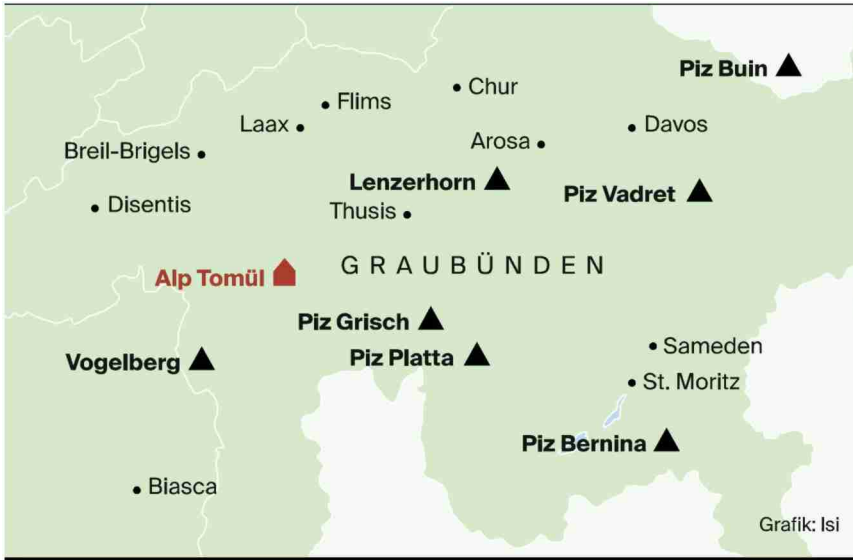 Piz Buin
Chur
Flims
Laax
Davos
Arosa
Breil-Brigels
Lenzerhorn
Piz Vadret
Disentis
Thusis
GRAUBÜNDEN
Alp Tomül
Piz Grisch
Sameden
Piz Platta
Vogelberg
St. Moritz
Piz Bernina
Biasca
Grafik: Isi